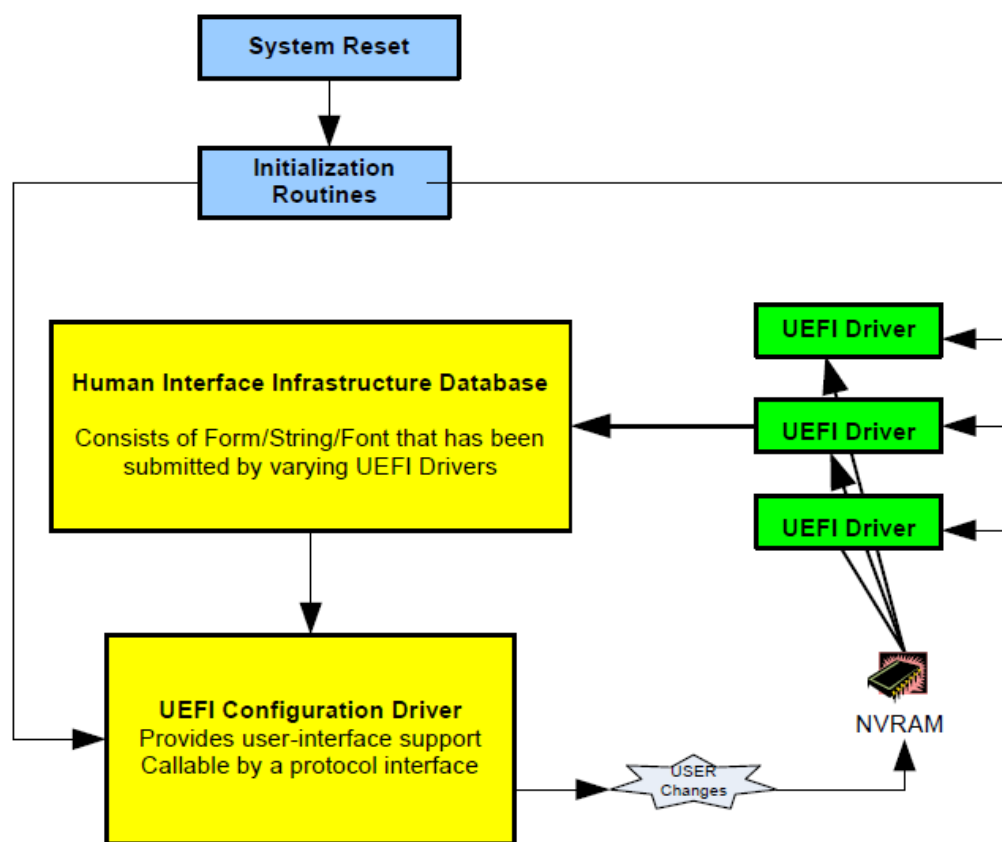 System Reset
Initialization
Routines
UEFI Driver
Human Interface Infrastructure Database
Consists of Form/String/Font that has been
submitted by varying UEFI Drivers
UEFI Driver
UEFI Driver
UEFI Configuration Driver
Provides user-interface support
Callable by a protocol interface
USER
Changes
NVRAM